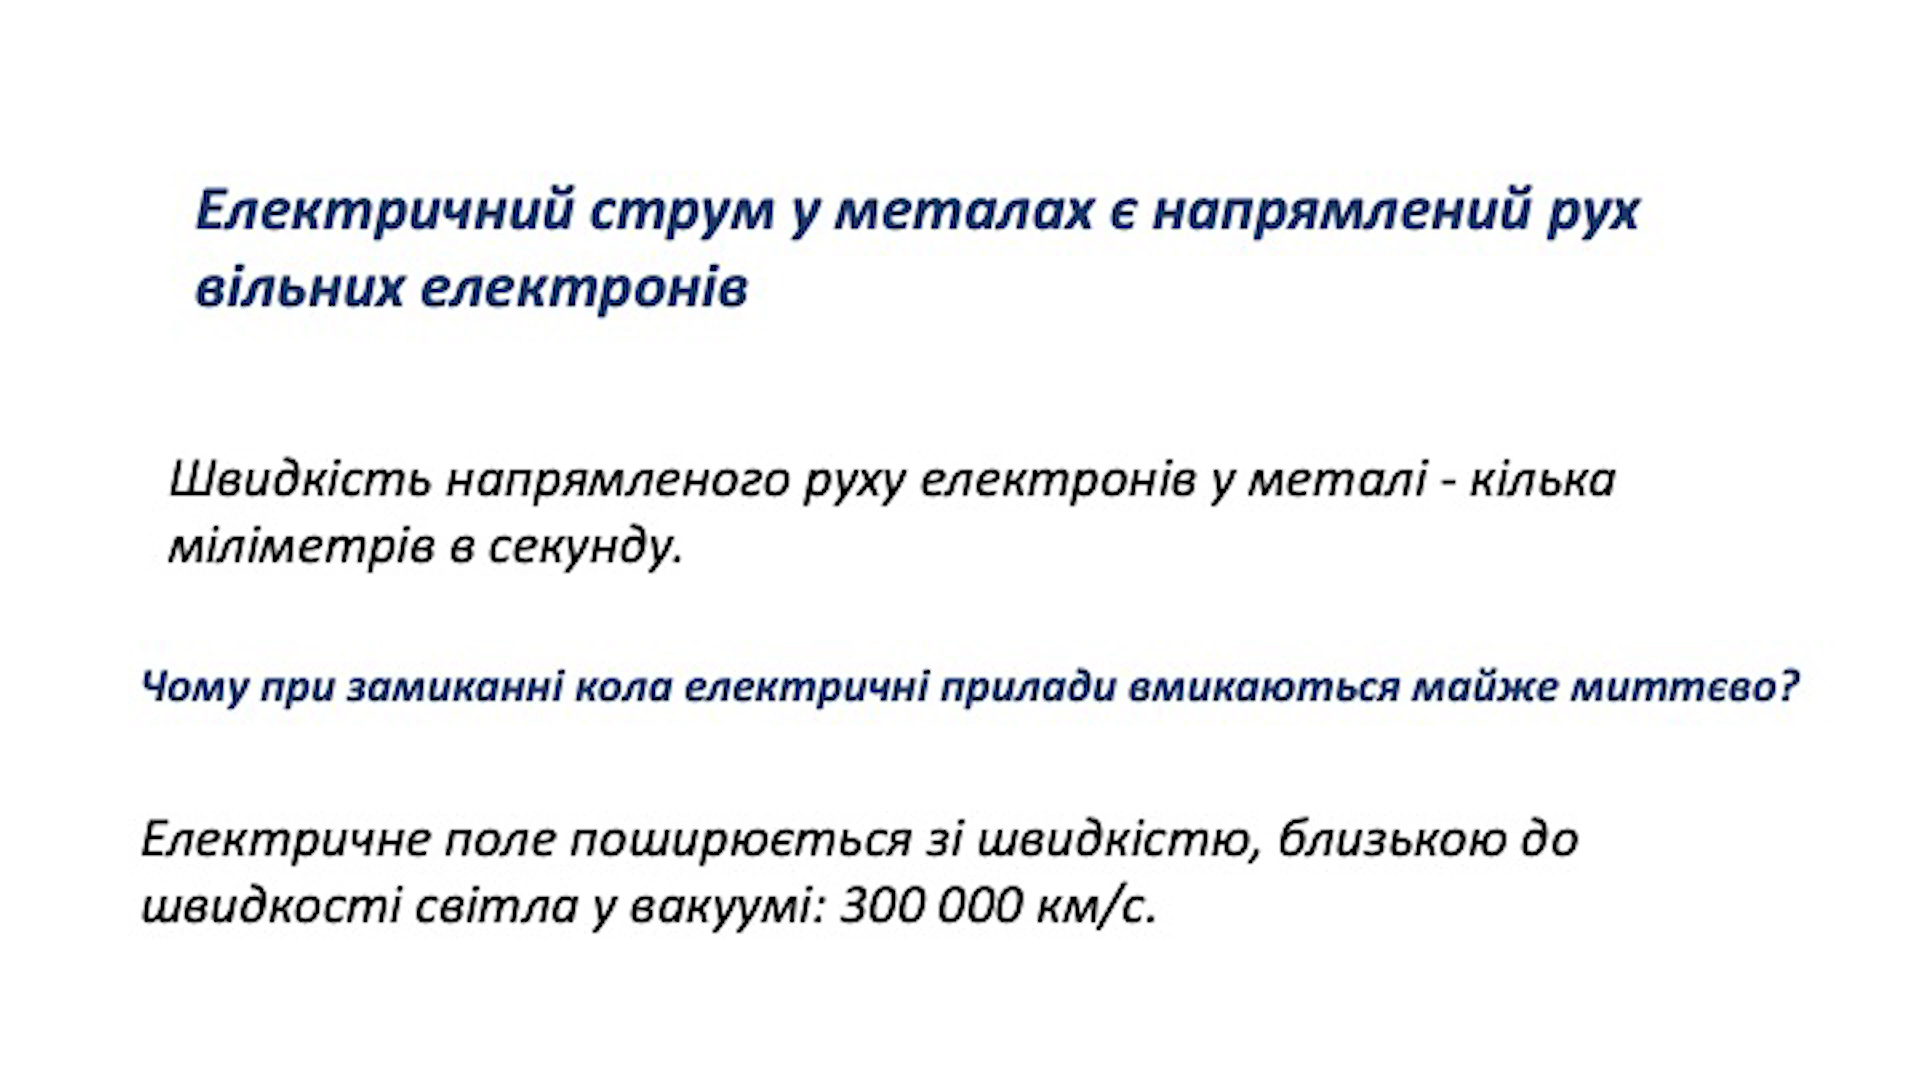 Електричний струм у металах є напрямлений рух
вільних електронів
Швидкість напрямленого руху електронів у металі - кілька
міліметрів в секунду.
Чому при замиканні кола електричні прилади вмикаються майже миттєво?
Електричне поле поширюється зі швидкістю, близькою до
швидкості світла у вакуумі: 300 000 км/с.